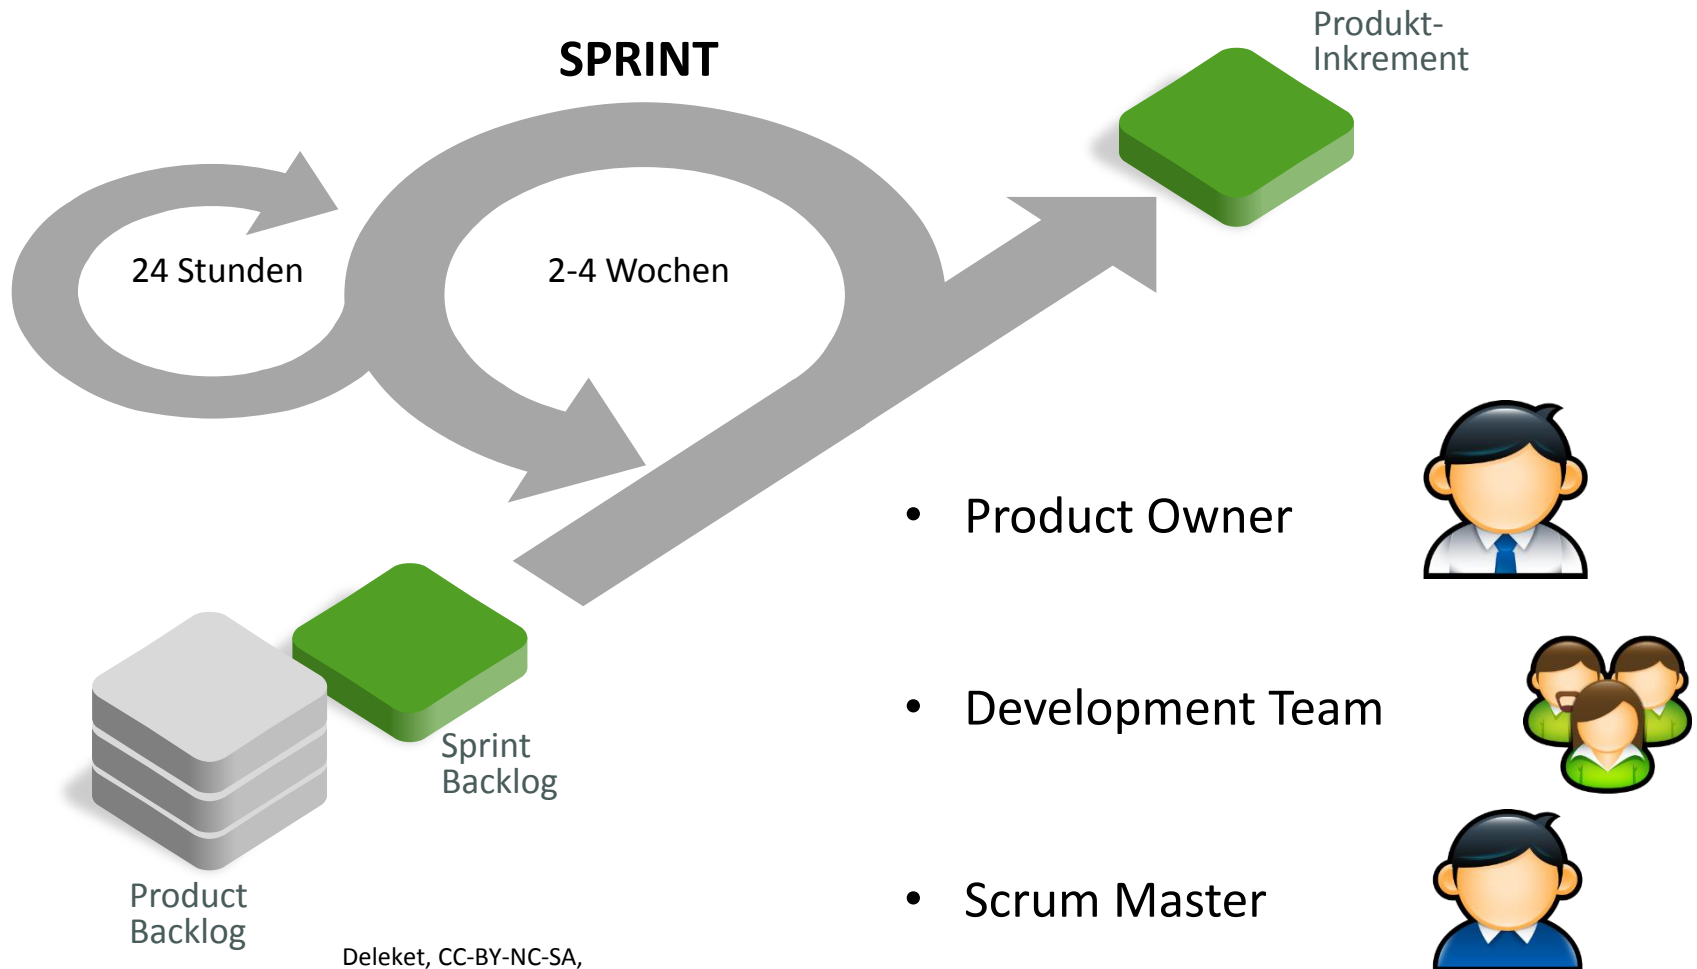 SPRINT
Produkt-
Inkrement
24 Stunden
2-4 Wochen
• Product Owner
• Development Team
Sprint
Backlog
Product
Backlog
• Scrum Master
Deleket, CC-BY-NC-SA,